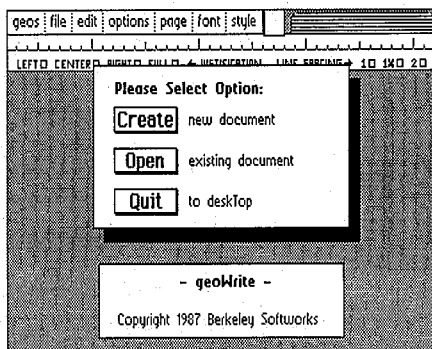 geos file edit options page font style
LEFT CENTER RIGHT FULL ← JUSTIFICATION LINE SPACING → 1 1½ 2
Please Select Option:
Create new document
Open existing document
Quit to deskTop
- geoWrite -
Copyright 1987 Berkeley Softworks